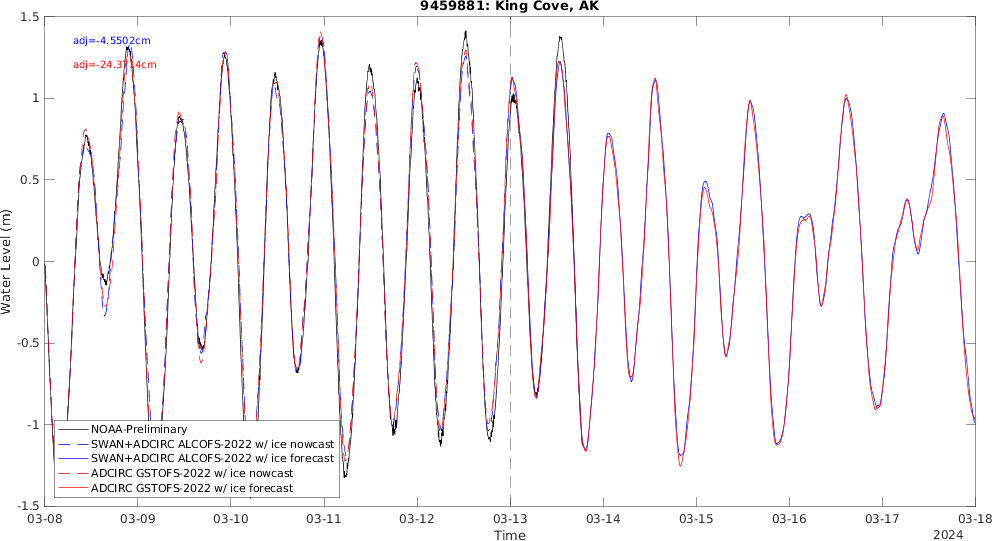 9459881: King Cove, AK
1.5
adj=-4.5502cm
adj=-24.3714cm
1
0.5
0
-0.5
-1
-1.5
Water Level (m)
NOAA-Preliminary
SWAN+ADCIRC ALCOFS-2022 w/ ice nowcast
SWAN+ADCIRC ALCOFS-2022 w/ ice forecast
ADCIRC GSTOFS-2022 w/ ice nowcast
ADCIRC GSTOFS-2022 w/ ice forecast
03-08 03-09 03-10 03-11 03-12 03-13 03-14 03-15 03-16 03-17 03-18
Time
2024